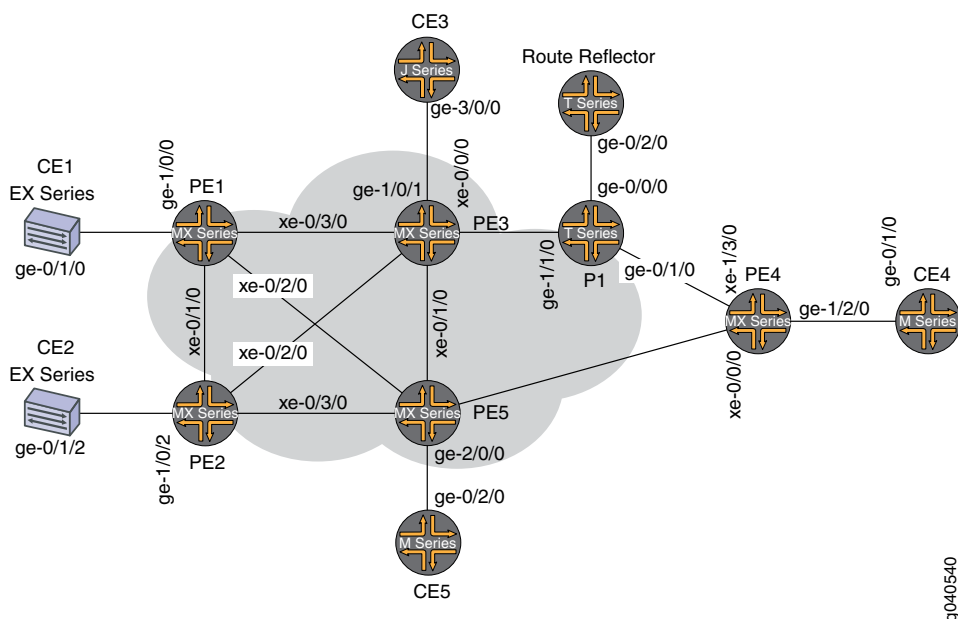 CE3
J Series
ge-3/0/0
Route Reflector
T Series
ge-0/2/0
CE1
EX Series
ge-0/1/0
ge-1/0/0
PE1
MX Series
xe-0/3/0
ge-1/0/1
xe-0/0/0
MX Series
PE3
ge-0/0/0
T Series
P1
ge-1/1/0
ge-0/1/0
xe-1/3/0
PE4
MX Series
xe-0/0/0
ge-1/2/0
ge-0/1/0
CE4
M Series
xe-0/1/0
xe-0/2/0
xe-0/2/0
xe-0/1/0
CE2
EX Series
ge-0/1/2
ge-1/0/2
MX Series
PE2
xe-0/3/0
MX Series
PE5
ge-2/0/0
ge-0/2/0
M Series
CE5
g040540